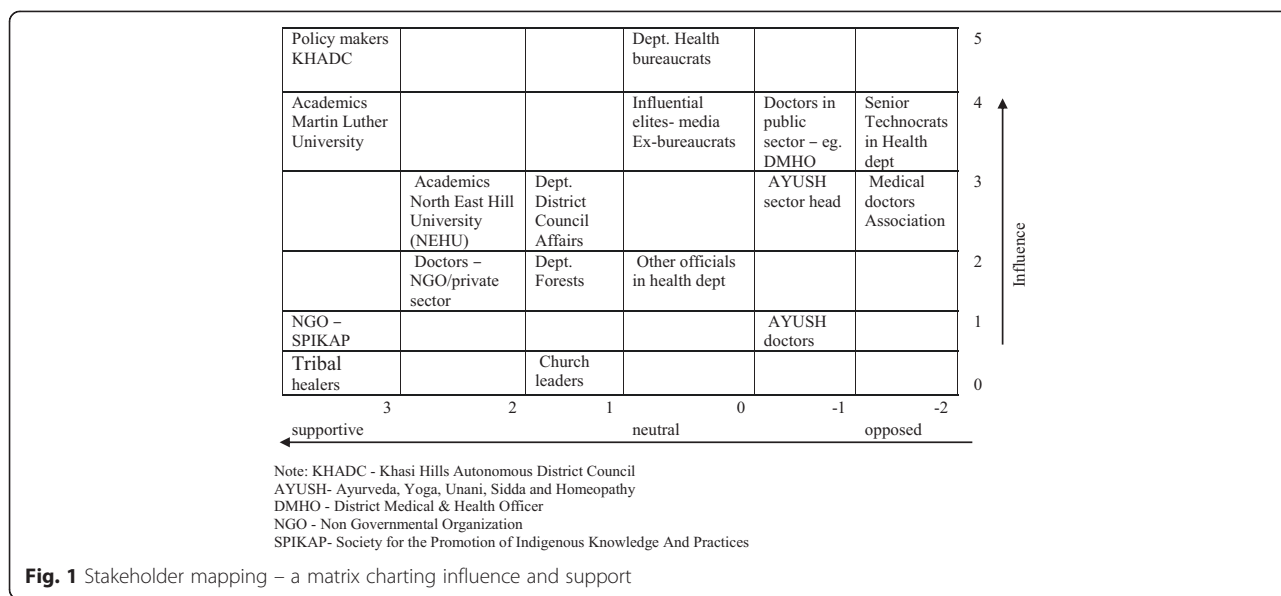 Policy makers
KHADC
Dept. Health
bureaucrats
5
Academics
Martin Luther
University
Influential
elites- media
Ex-bureaucrats
Doctors in
public
sector – eg.
DMHO
Senior
Technocrats
in Health
dept
4
Academics
North East Hill
University
(NEHU)
Dept.
District
Council
Affairs
AYUSH
sector head
Medical
doctors
Association
3
Doctors –
NGO/private
sector
Dept.
Forests
Other officials
in health dept
2
NGO –
SPIKAP
AYUSH
doctors
1
Tribal
healers
Church
leaders
0
Influence
3 2 1 0 -1 -2
supportive neutral opposed
Note: KHADC - Khasi Hills Autonomous District Council
AYUSH- Ayurveda, Yoga, Unani, Sidda and Homeopathy
DMHO - District Medical & Health Officer
NGO - Non Governmental Organization
SPIKAP- Society for the Promotion of Indigenous Knowledge And Practices
Fig. 1 Stakeholder mapping – a matrix charting influence and support